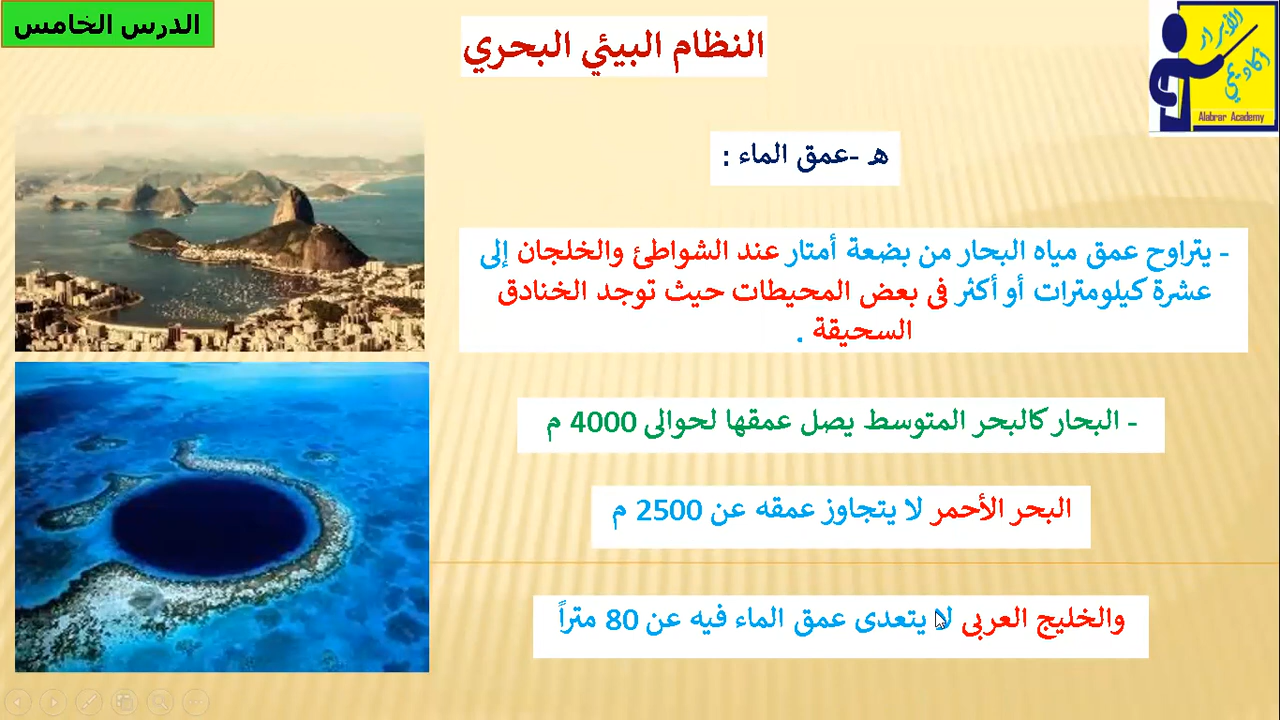 الدرس الخامس
النظام البيئي البحري
الأبرار
أكاديمي
Alabrar Academy
هـ -عمق الماء :
- يتراوح عمق مياه البحار من بضعة أمتار عند الشواطئ والخلجان إلى
عشرة كيلومترات أو أكثر فى بعض المحيطات حيث توجد الخنادق
السحيقة .
- البحار كالبحر المتوسط يصل عمقها لحوالى 4000 م
البحر الأحمر لا يتجاوز عمقه عن 2500 م
والخليج العربى لا يتعدى عمق الماء فيه عن 80 متراً